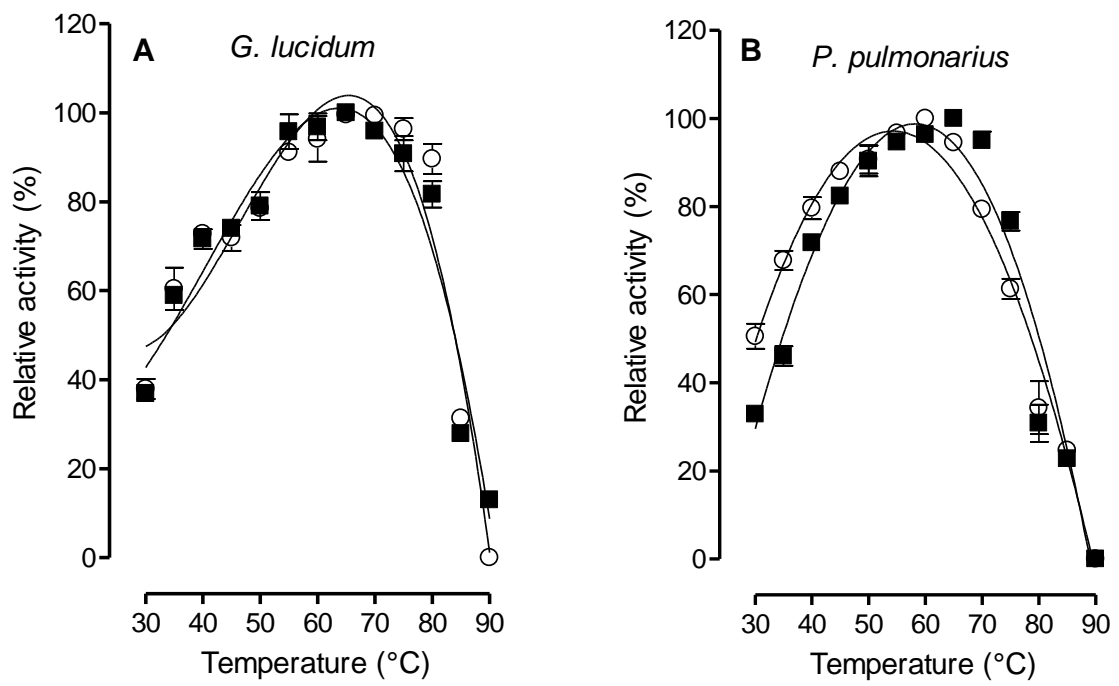 A
G. lucidum
Relative activity (%)
120
100
80
60
40
20
0
30 40 50 60 70 80 90
Temperature (°C)
B
P. pulmonarius
Relative activity (%)
120
100
80
60
40
20
0
30 40 50 60 70 80 90
Temperature (°C)